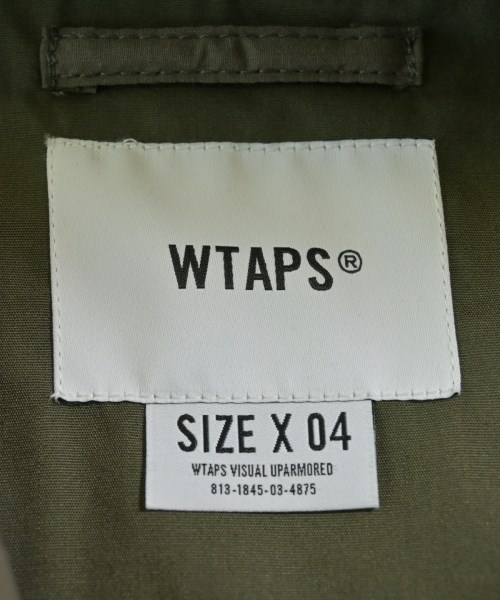 WTAPS®
SIZE X 04
WTAPS VISUAL UPARMORED
813-1845-03-4875